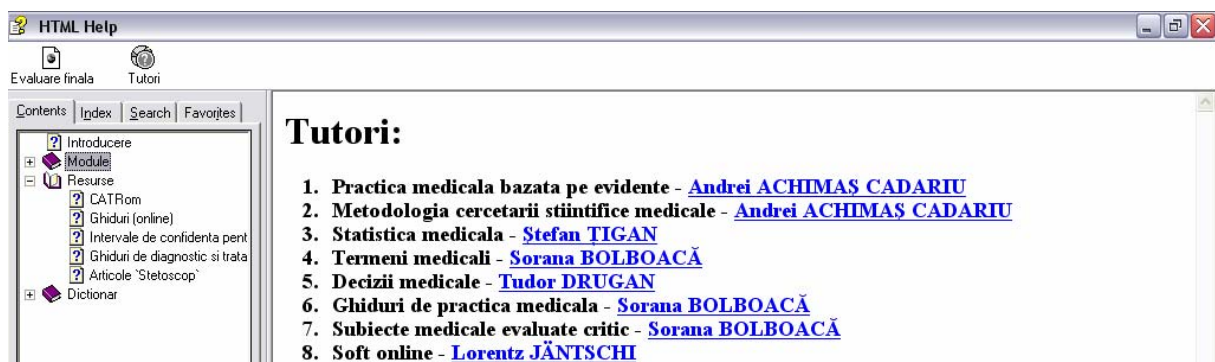 HTML Help
Evaluare finala Tutori
Contents Index Search Favorites
Introducere
Module
Resurse
CATRom
Ghiduri (online)
Intervale de confidenta pent
Ghiduri de diagnostic si trata
Articole `Stetoscop`
Dictionar
Tutori:
1. Practica medicala bazata pe evidente - Andrei ACHIMAŞ CADARIU
2. Metodologia cercetarii stiintifice medicale - Andrei ACHIMAŞ CADARIU
3. Statistica medicala - Ştefan ŢIGAN
4. Termeni medicali - Sorana BOLBOACĂ
5. Decizii medicale - Tudor DRUGAN
6. Ghiduri de practica medicala - Sorana BOLBOACĂ
7. Subiecte medicale evaluate critic - Sorana BOLBOACĂ
8. Soft online - Lorentz JÄNTSCHI